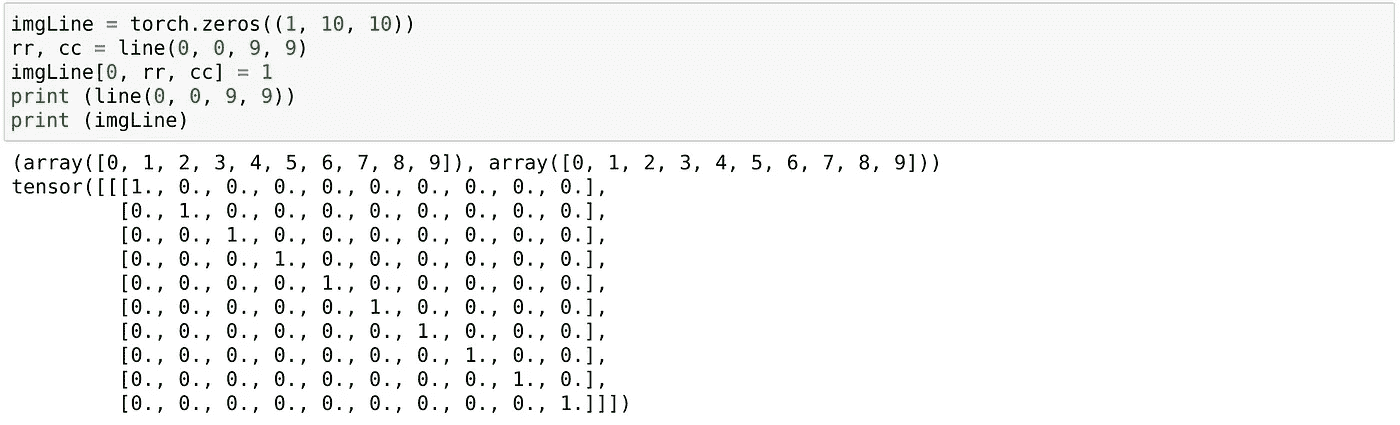 imgLine = torch.zeros((1, 10, 10))
rr, cc = line(0, 0, 9, 9)
imgLine[0, rr, cc] = 1
print (line(0, 0, 9, 9))
print (imgLine)
(array([0, 1, 2, 3, 4, 5, 6, 7, 8, 9]), array([0, 1, 2, 3, 4, 5, 6, 7, 8, 9]))
tensor([[[1., 0., 0., 0., 0., 0., 0., 0., 0., 0.],
[0., 1., 0., 0., 0., 0., 0., 0., 0., 0.],
[0., 0., 1., 0., 0., 0., 0., 0., 0., 0.],
[0., 0., 0., 1., 0., 0., 0., 0., 0., 0.],
[0., 0., 0., 0., 1., 0., 0., 0., 0., 0.],
[0., 0., 0., 0., 0., 1., 0., 0., 0., 0.],
[0., 0., 0., 0., 0., 0., 1., 0., 0., 0.],
[0., 0., 0., 0., 0., 0., 0., 1., 0., 0.],
[0., 0., 0., 0., 0., 0., 0., 0., 1., 0.],
[0., 0., 0., 0., 0., 0., 0., 0., 0., 1.]]])